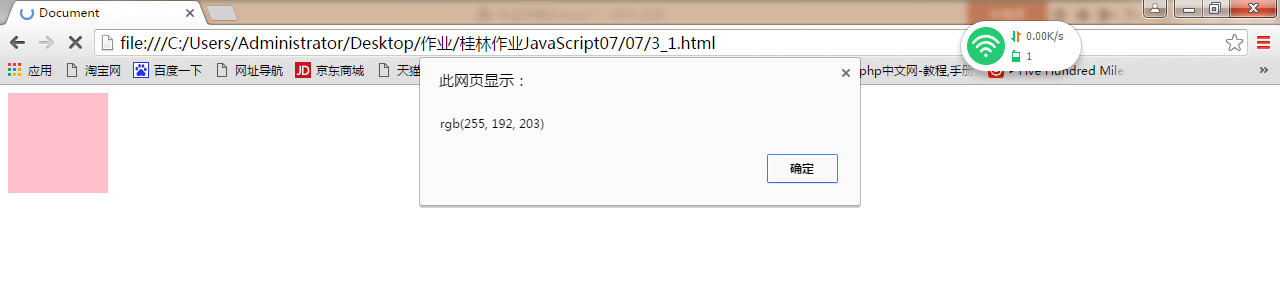 Document
file:///C:/Users/Administrator/Desktop/作业/桂林作业JavaScript07/07/3_1.html
0.00K/s
1
应用 淘宝网 百度一下 网址导航 JD 京东商城 天猫 php中文网-教程,手册 Five Hundred Mile »
此网页显示：
rgb(255, 192, 203)
确定